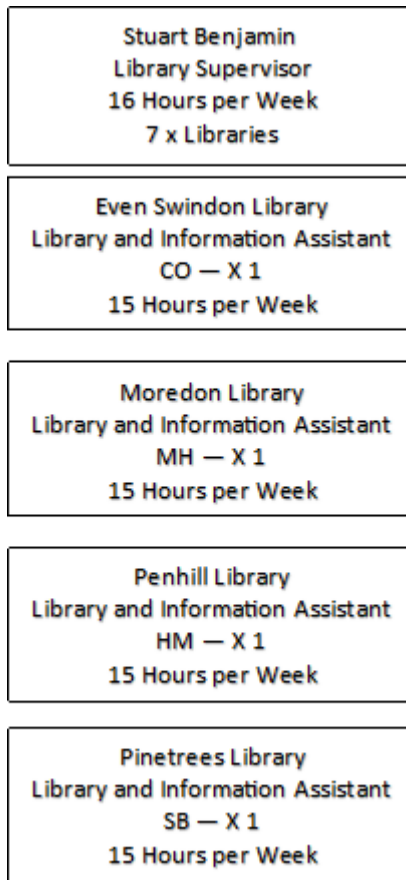 Stuart Benjamin
Library Supervisor
16 Hours per Week
7 x Libraries
Even Swindon Library
Library and Information Assistant
CO — X 1
15 Hours per Week
Moredon Library
Library and Information Assistant
MH — X 1
15 Hours per Week
Penhill Library
Library and Information Assistant
HM — X 1
15 Hours per Week
Pinetrees Library
Library and Information Assistant
SB — X 1
15 Hours per Week